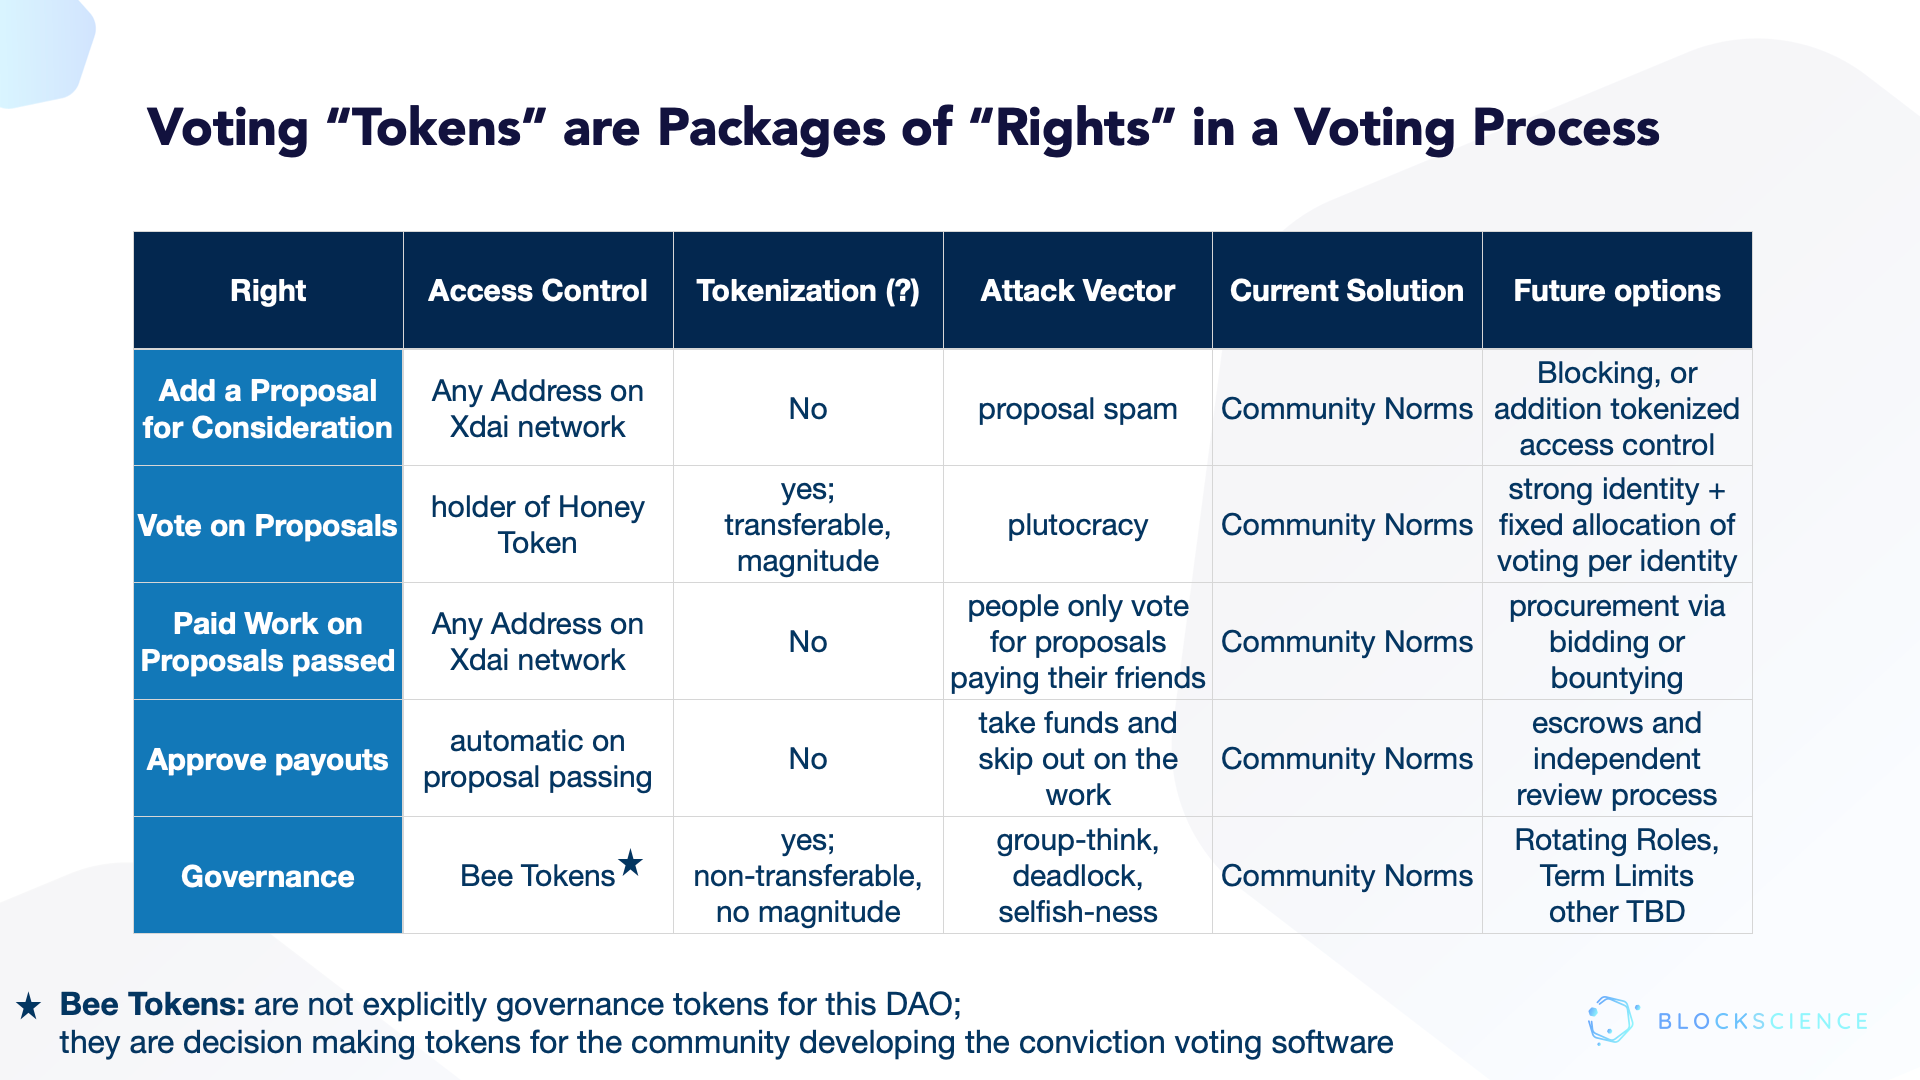 Voting “Tokens” are Packages of “Rights” in a Voting Process
Right
Access Control
Tokenization (?)
Attack Vector
Current Solution
Future options
Add a Proposal
for Consideration
Any Address on
Xdai network
No
proposal spam
Community Norms
Blocking, or
addition tokenized
access control
Vote on Proposals
holder of Honey
Token
yes;
transferable,
magnitude
plutocracy
Community Norms
strong identity +
fixed allocation of
voting per identity
Paid Work on
Proposals passed
Any Address on
Xdai network
No
people only vote
for proposals
paying their friends
Community Norms
procurement via
bidding or
bountying
Approve payouts
automatic on
proposal passing
No
take funds and
skip out on the
work
Community Norms
escrows and
independent
review process
Governance
Bee Tokens★
yes;
non-transferable,
no magnitude
group-think,
deadlock,
selfish-ness
Community Norms
Rotating Roles,
Term Limits
other TBD
★ Bee Tokens: are not explicitly governance tokens for this DAO;
they are decision making tokens for the community developing the conviction voting software
BLOCKSCIENCE